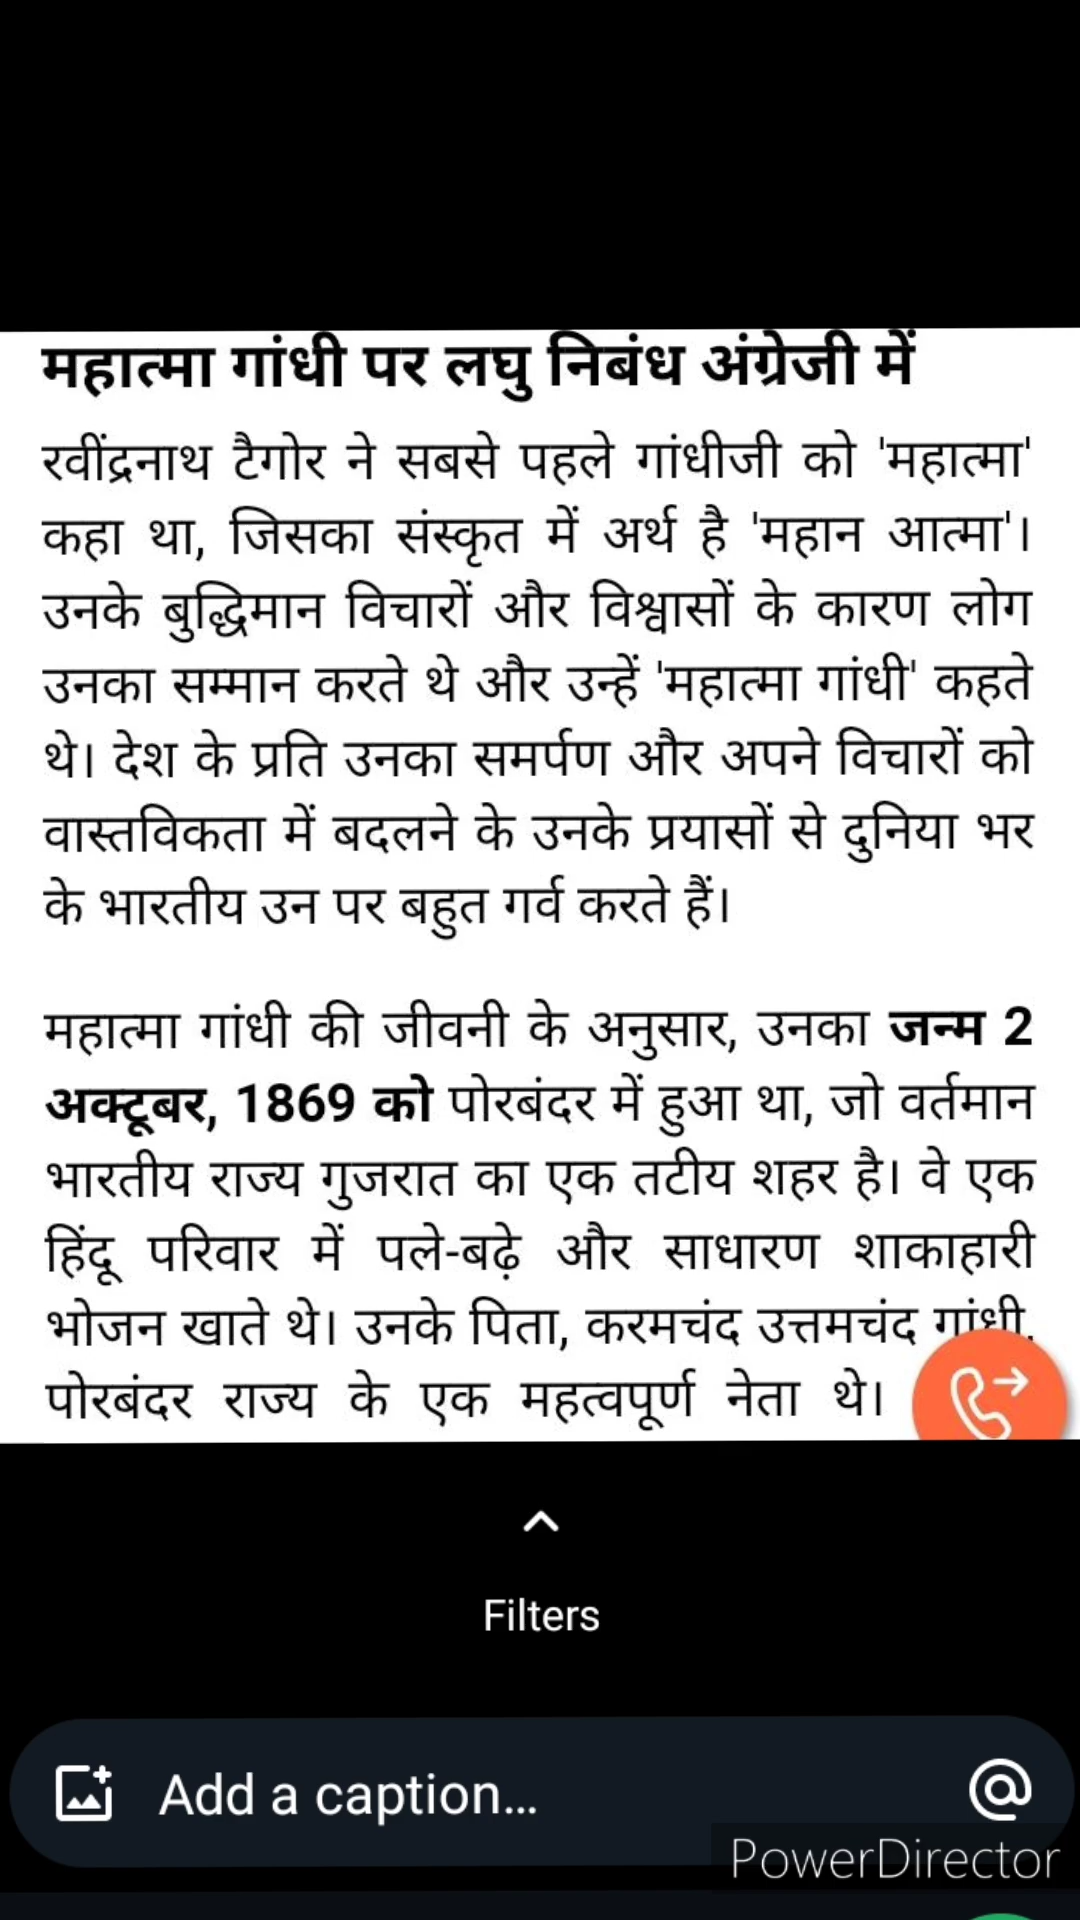 महात्मा गांधी पर लघु निबंध अंग्रेजी में
रवींद्रनाथ टैगोर ने सबसे पहले गांधीजी को 'महात्मा'
कहा था, जिसका संस्कृत में अर्थ है 'महान आत्मा'।
उनके बुद्धिमान विचारों और विश्वासों के कारण लोग
उनका सम्मान करते थे और उन्हें 'महात्मा गांधी' कहते
थे। देश के प्रति उनका समर्पण और अपने विचारों को
वास्तविकता में बदलने के उनके प्रयासों से दुनिया भर
के भारतीय उन पर बहुत गर्व करते हैं।
महात्मा गांधी की जीवनी के अनुसार, उनका जन्म 2
अक्टूबर, 1869 को पोरबंदर में हुआ था, जो वर्तमान
भारतीय राज्य गुजरात का एक तटीय शहर है। वे एक
हिंदू परिवार में पले-बढ़े और साधारण शाकाहारी
भोजन खाते थे। उनके पिता, करमचंद उत्तमचंद गांधी,
पोरबंदर राज्य के एक महत्वपूर्ण नेता थे।
Filters
Add a caption...
PowerDirector